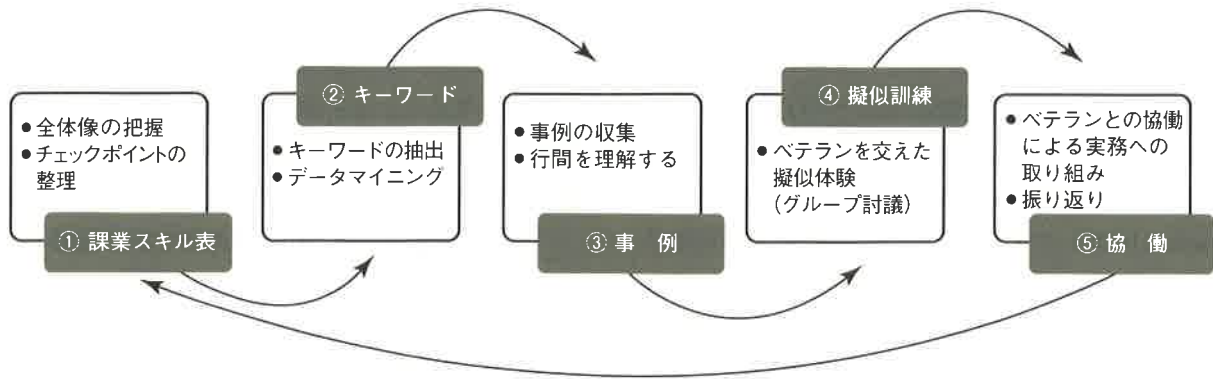 ● 全体像の把握
● チェックポイントの
整理
① 課業スキル表
② キーワード
● キーワードの抽出
● データマイニング
● 事例の収集
● 行間を理解する
③ 事　例
④ 擬似訓練
● ベテランを交えた
擬似体験
（グループ討議）
● ベテランとの協働
による実務への
取り組み
● 振り返り
⑤ 協　働